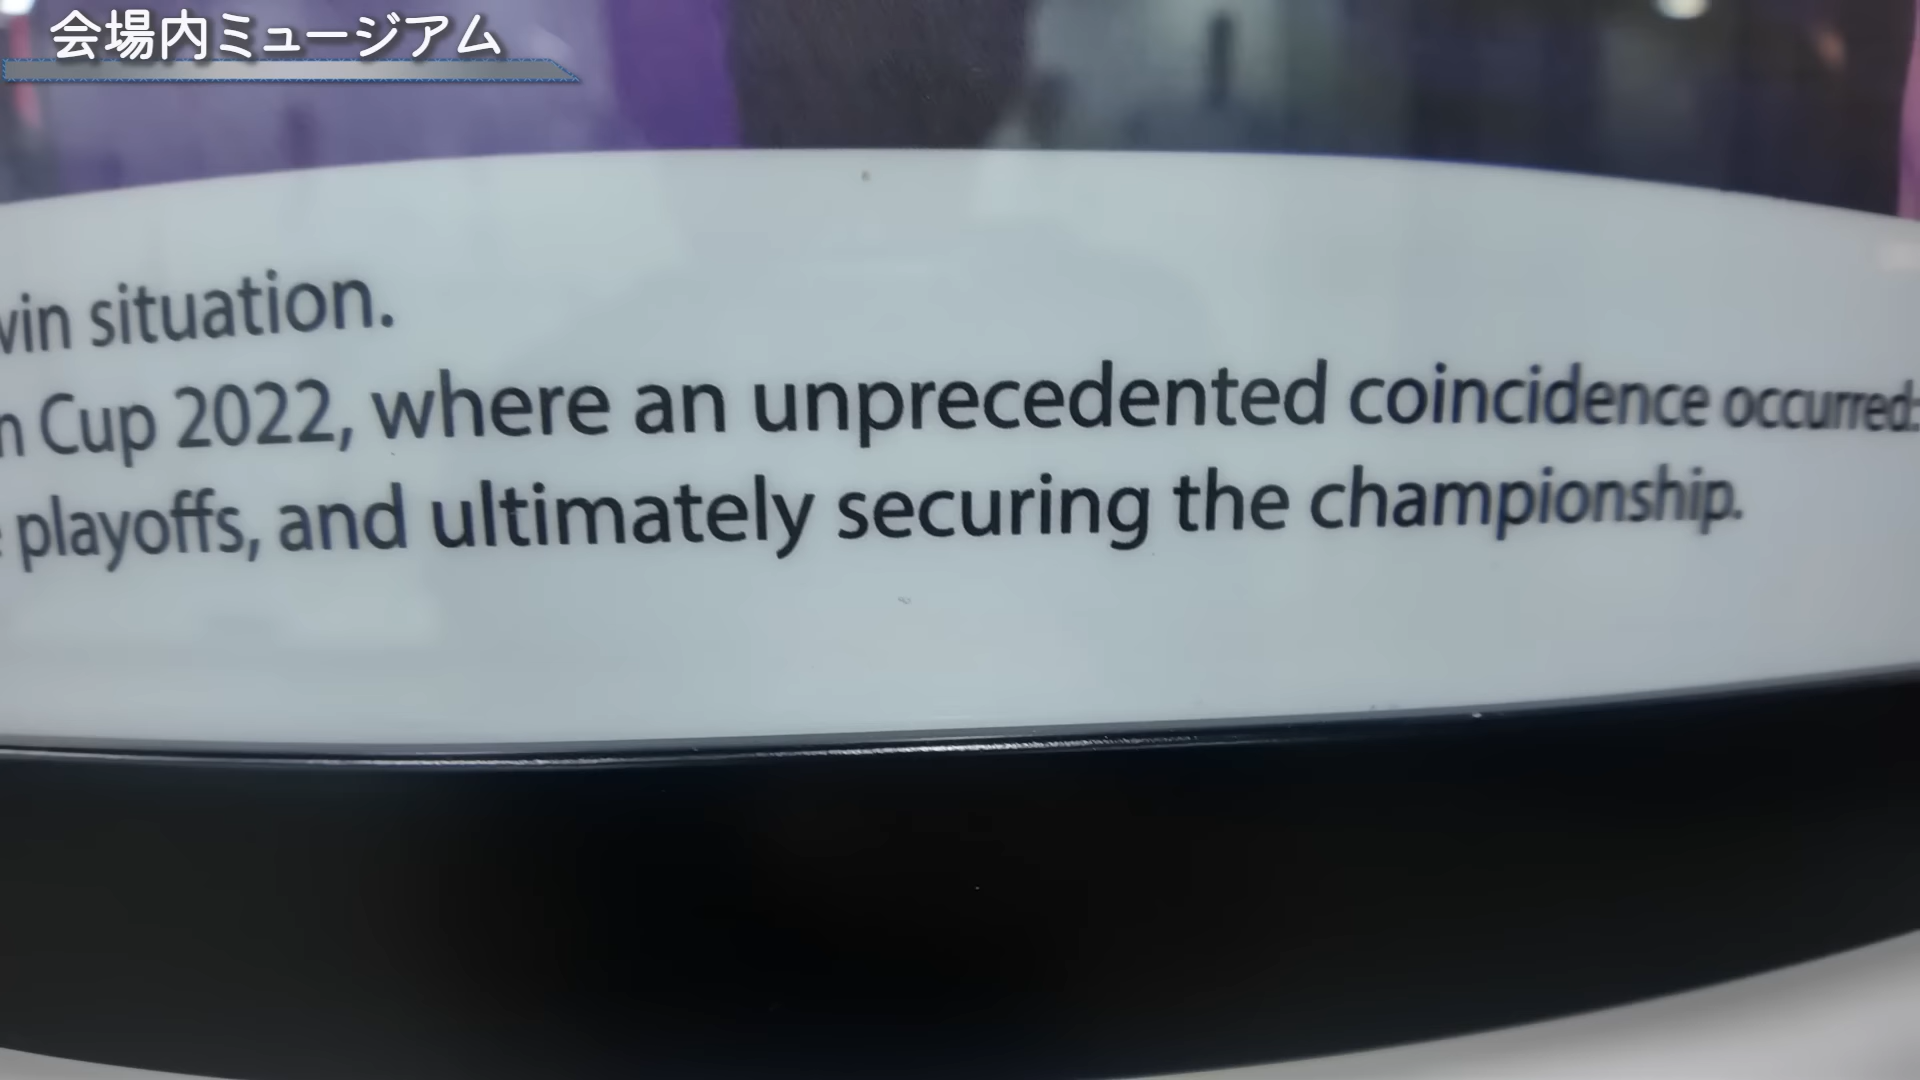 会場内ミュージアム
win situation.
Cup 2022, where an unprecedented coincidence occurred:
playoffs, and ultimately securing the championship.